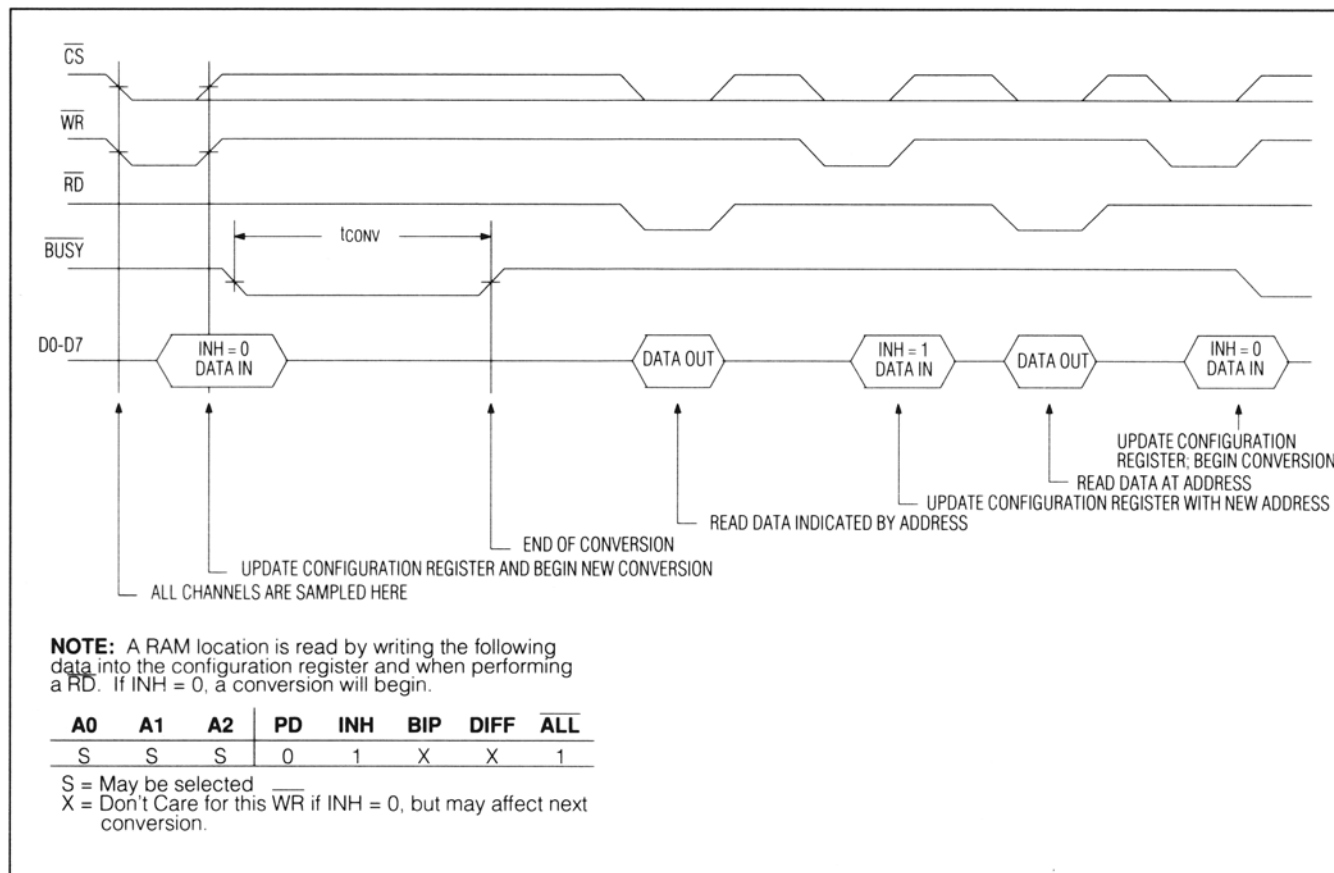 CS
WR
RD
tCONV
BUSY
D0-D7
INH = 0
DATA IN
DATA OUT
INH = 1
DATA IN
DATA OUT
INH = 0
DATA IN
UPDATE CONFIGURATION
REGISTER; BEGIN CONVERSION
READ DATA AT ADDRESS
UPDATE CONFIGURATION REGISTER WITH NEW ADDRESS
READ DATA INDICATED BY ADDRESS
END OF CONVERSION
UPDATE CONFIGURATION REGISTER AND BEGIN NEW CONVERSION
ALL CHANNELS ARE SAMPLED HERE
NOTE: A RAM location is read by writing the following
data into the configuration register and when performing
a RD. If INH = 0, a conversion will begin.
A0 A1 A2 PD INH BIP DIFF ALL
S S S 0 1 X X 1
S = May be selected
X = Don't Care for this WR if INH = 0, but may affect next
conversion.